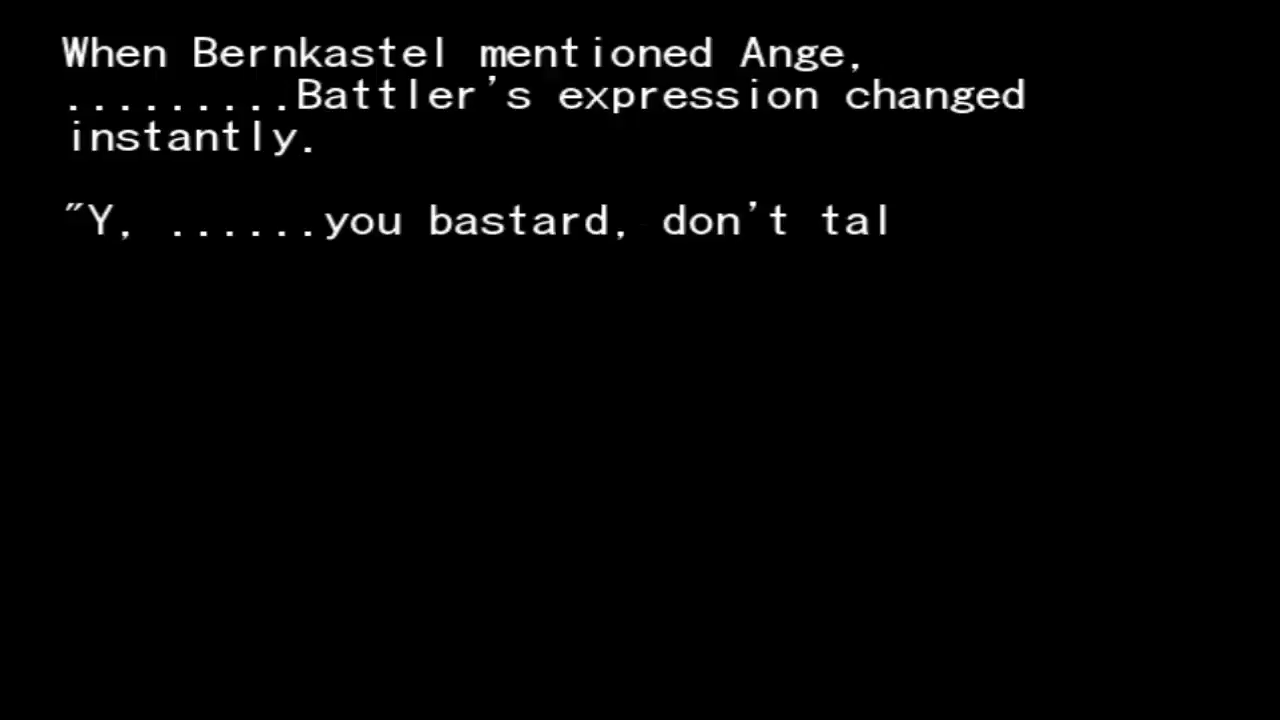 When Bernkastel mentioned Ange,
.........Battler's expression changed
instantly.
"Y, ......you bastard, don't tal